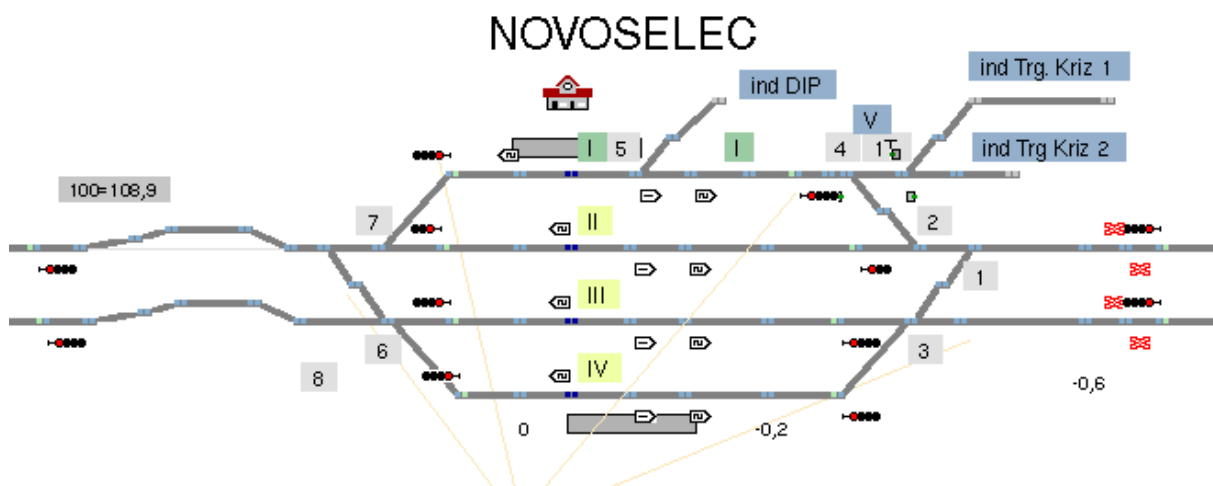 NOVOSELEC
ind Trg. Kriz 1
ind DIP
V
I 5 I 4 1T ind Trg Kriz 2
100=108,9
7 II 2
1
III
6 3
8 IV
-0,6
0 -0,2